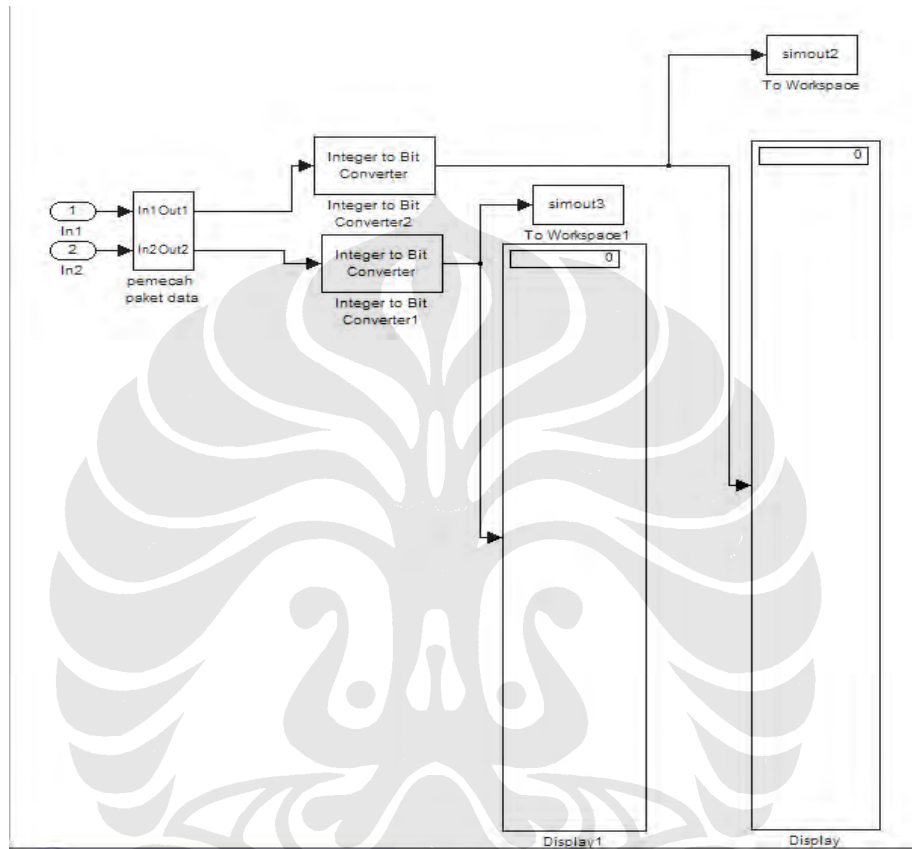 simout2
To Workspace
0
Integer to Bit
Converter
Integer to Bit
Converter2
simout3
To Workspace1
0
1
In1
2
In2
In1 Out1
In2 Out2
pemecah
paket data
Integer to Bit
Converter
Integer to Bit
Converter1
Display1
Display